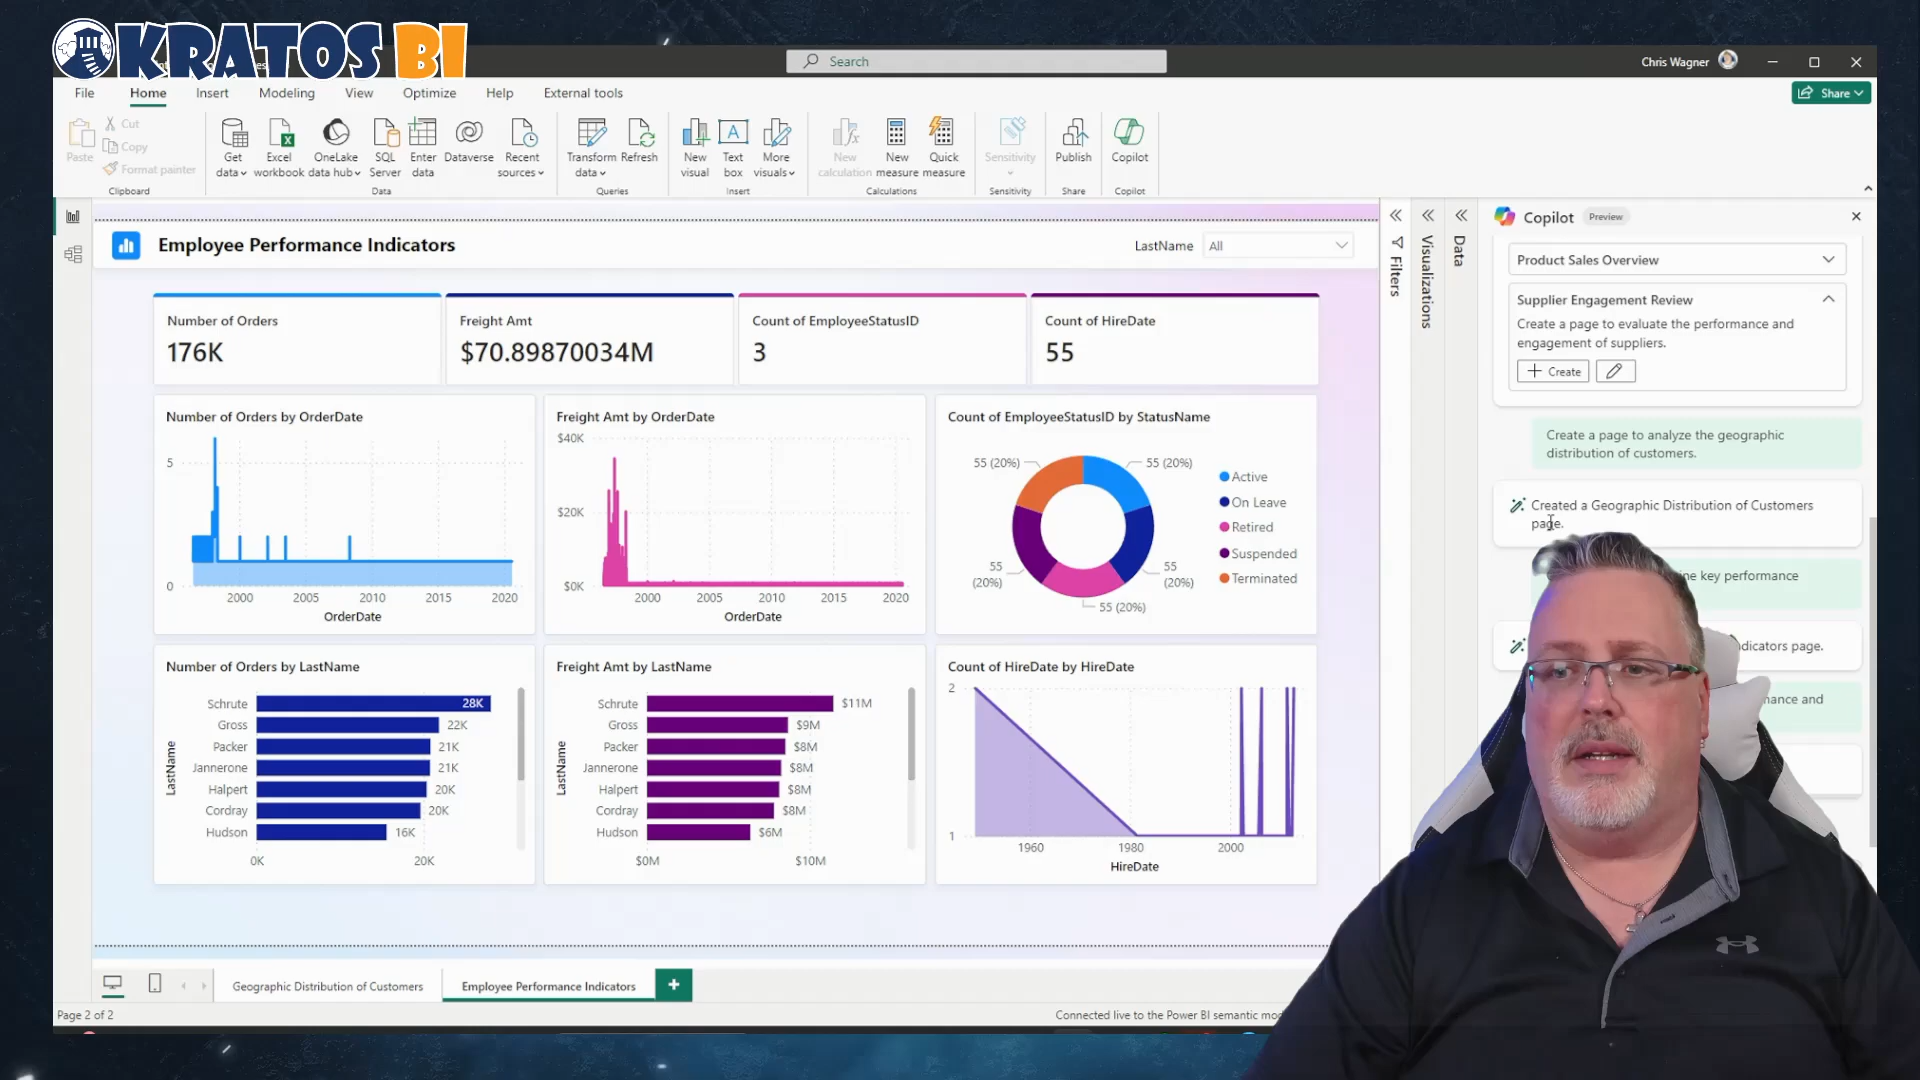 KRATOS BI
Search
Chris Wagner
File Home Insert Modeling View Optimize Help External tools
Share
Paste
Cut
Copy
Format painter
Clipboard
Get data
Excel workbook
OneLake data hub
SQL Server
Enter data
Dataverse
Recent sources
Data
Transform data
Refresh
Queries
New visual
Text box
More visuals
Insert
New calculation
New measure
Quick measure
Calculations
Sensitivity
Sensitivity
Publish
Share
Copilot
Copilot
Employee Performance Indicators
LastName All
Number of Orders
176K
Freight Amt
$70.89870034M
Count of EmployeeStatusID
3
Count of HireDate
55
Number of Orders by OrderDate
5
0
2000 2005 2010 2015 2020
OrderDate
Freight Amt by OrderDate
$40K
$20K
$0K
2000 2005 2010 2015 2020
OrderDate
Count of EmployeeStatusID by StatusName
55 (20%)
55 (20%)
55 (20%)
55 (20%)
55 (20%)
Active
On Leave
Retired
Suspended
Terminated
Number of Orders by LastName
LastName
Schrute 28K
Gross 22K
Packer 21K
Jannerone 21K
Halpert 20K
Cordray 20K
Hudson 16K
0K 20K
Freight Amt by LastName
LastName
Schrute $11M
Gross $9M
Packer $8M
Jannerone $8M
Halpert $8M
Cordray $8M
Hudson $6M
$0M $10M
Count of HireDate by HireDate
2
1
1960 1980 2000
HireDate
Filters
Visualizations
Data
Copilot Preview
Product Sales Overview
Supplier Engagement Review
Create a page to evaluate the performance and
engagement of suppliers.
Create
Create a page to analyze the geographic
distribution of customers.
Created a Geographic Distribution of Customers
page.
key performance
indicators page.
and
Geographic Distribution of Customers
Employee Performance Indicators
Page 2 of 2
Connected live to the Power BI semantic